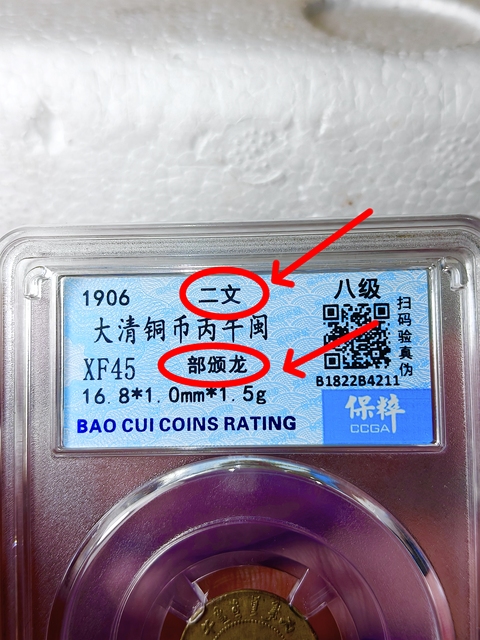 1906 二文
大清铜币丙午闽
XF45 部颁龙
16.8*1.0mm*1.5g
BAO CUI COINS RATING
八级
扫码验真伪
B1822B4211
保粹
CCGA